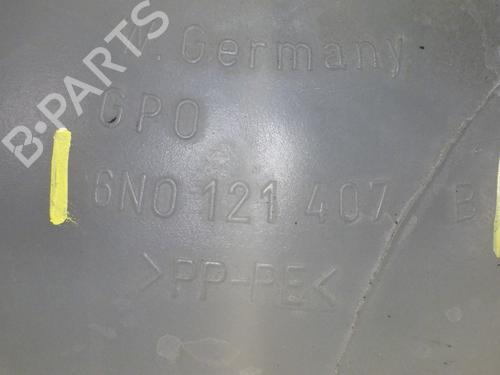 W. Germany
GPO
6N0 121 407 B
>PP-PE<
B-PARTS